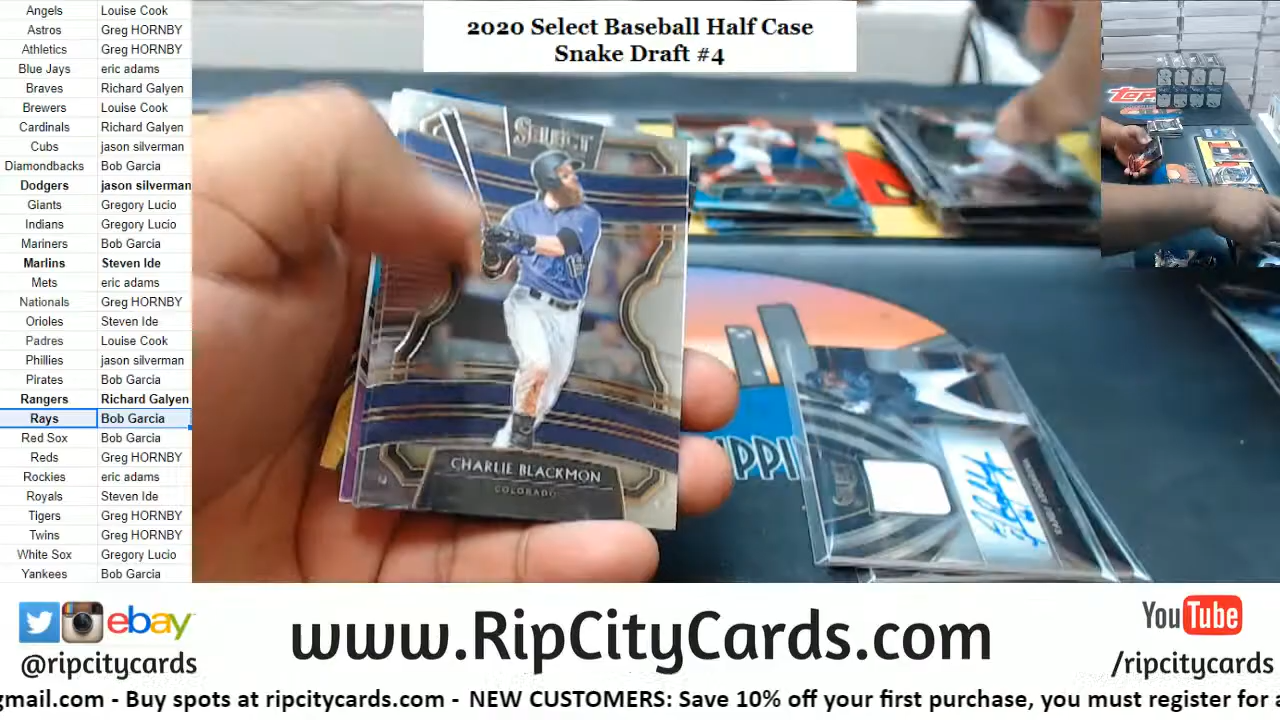 2020 Select Baseball Half Case
Snake Draft #4
Angels Louise Cook
Astros Greg HORNBY
Athletics Greg HORNBY
Blue Jays eric adams
Braves Richard Galyen
Brewers Louise Cook
Cardinals Richard Galyen
Cubs jason silverman
Diamondbacks Bob Garcia
Dodgers jason silverman
Giants Gregory Lucio
Indians Gregory Lucio
Mariners Bob Garcia
Marlins Steven Ide
Mets eric adams
Nationals Greg HORNBY
Orioles Steven Ide
Padres Louise Cook
Phillies jason silverman
Pirates Bob Garcia
Rangers Richard Galyen
Rays Bob Garcia
Red Sox Bob Garcia
Reds Greg HORNBY
Rockies eric adams
Royals Steven Ide
Tigers Greg HORNBY
Twins Greg HORNBY
White Sox Gregory Lucio
Yankees Bob Garcia
SELECT
CHARLIE BLACKMON
COLORADO
Topps
ebay
@ripcitycards
www.RipCityCards.com
YouTube
/ripcitycards
gmail.com - Buy spots at ripcitycards.com - NEW CUSTOMERS: Save 10% off your first purchase, you must register for a